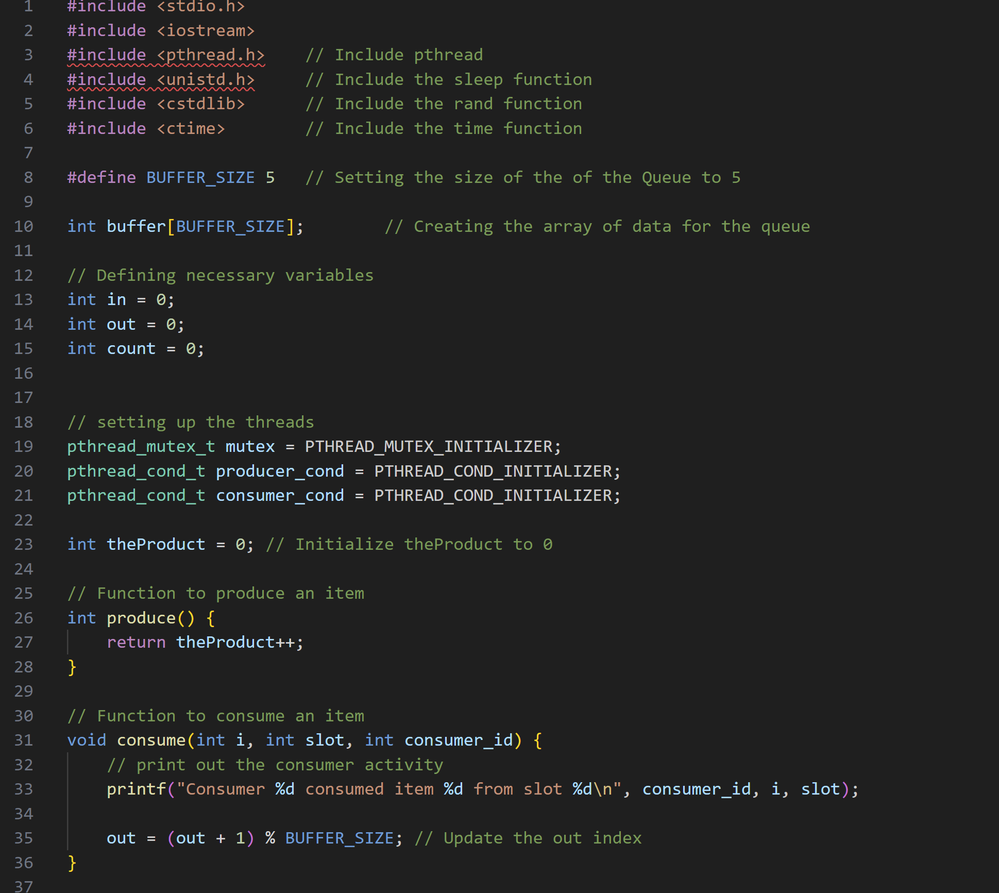 1 #include <stdio.h>
2 #include <iostream>
3 #include <pthread.h>    // Include pthread
4 #include <unistd.h>     // Include the sleep function
5 #include <cstdlib>      // Include the rand function
6 #include <ctime>        // Include the time function
7
8 #define BUFFER_SIZE 5   // Setting the size of the of the Queue to 5
9
10 int buffer[BUFFER_SIZE];        // Creating the array of data for the queue
11
12 // Defining necessary variables
13 int in = 0;
14 int out = 0;
15 int count = 0;
16
17
18 // setting up the threads
19 pthread_mutex_t mutex = PTHREAD_MUTEX_INITIALIZER;
20 pthread_cond_t producer_cond = PTHREAD_COND_INITIALIZER;
21 pthread_cond_t consumer_cond = PTHREAD_COND_INITIALIZER;
22
23 int theProduct = 0; // Initialize theProduct to 0
24
25 // Function to produce an item
26 int produce() {
27     return theProduct++;
28 }
29
30 // Function to consume an item
31 void consume(int i, int slot, int consumer_id) {
32     // print out the consumer activity
33     printf("Consumer %d consumed item %d from slot %d\n", consumer_id, i, slot);
34
35     out = (out + 1) % BUFFER_SIZE; // Update the out index
36 }
37